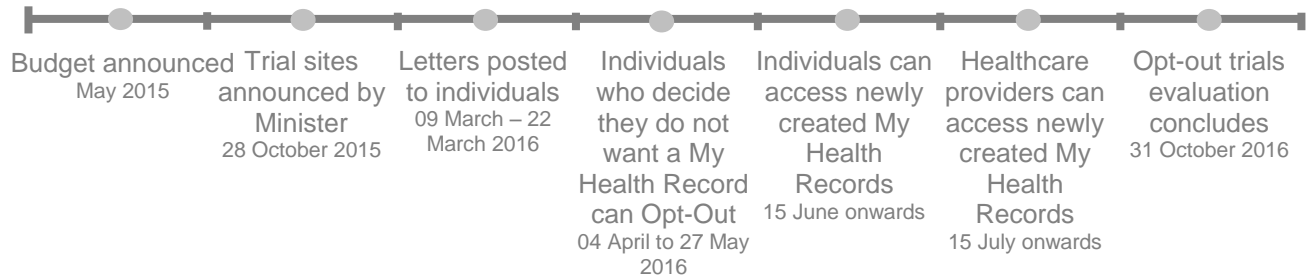 Budget announced
May 2015
Trial sites
announced by
Minister
28 October 2015
Letters posted
to individuals
09 March – 22
March 2016
Individuals
who decide
they do not
want a My
Health Record
can Opt-Out
04 April to 27 May
2016
Individuals can
access newly
created My
Health
Records
15 June onwards
Healthcare
providers can
access newly
created My
Health
Records
15 July onwards
Opt-out trials
evaluation
concludes
31 October 2016